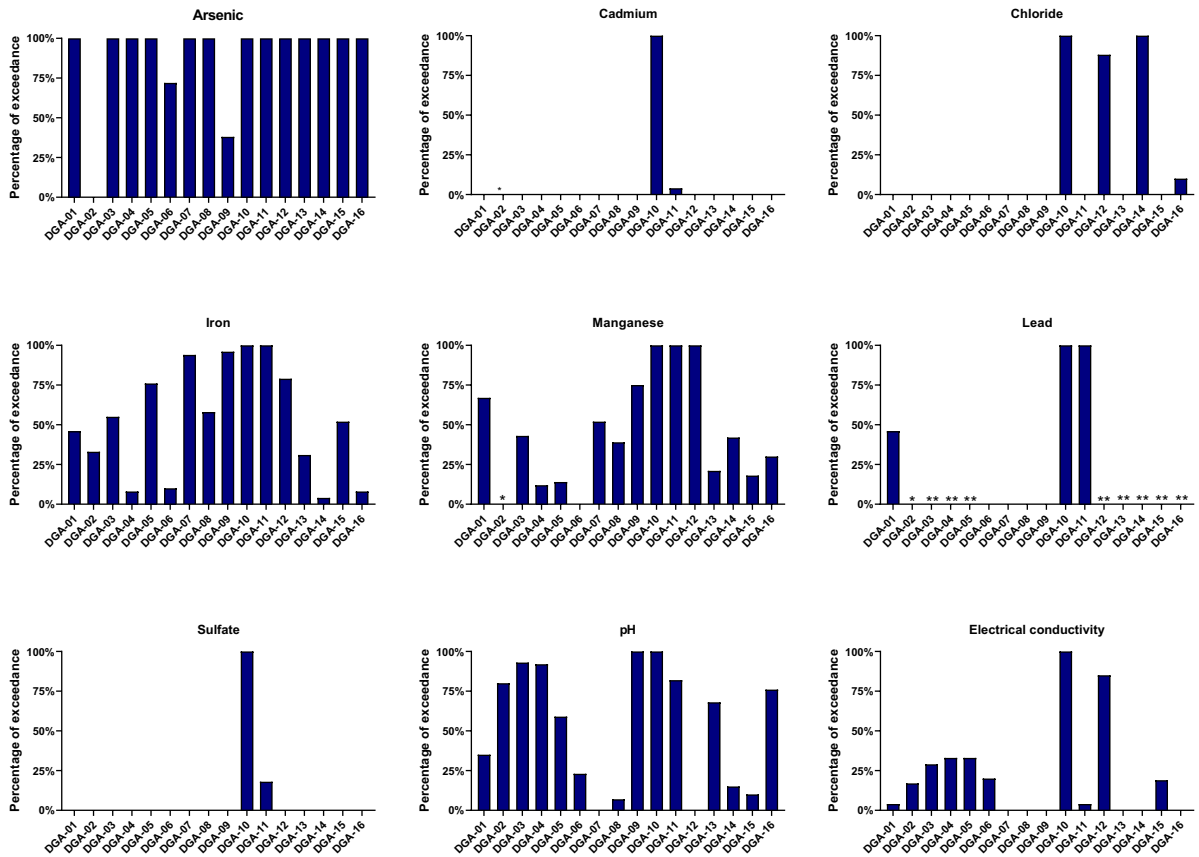 Arsenic
Percentage of exceedance
100%
75%
50%
25%
0%
DGA-01 DGA-02 DGA-03 DGA-04 DGA-05 DGA-06 DGA-07 DGA-08 DGA-09 DGA-10 DGA-11 DGA-12 DGA-13 DGA-14 DGA-15 DGA-16
Cadmium
Percentage of exceedance
100%
75%
50%
25%
0%
*
DGA-01 DGA-02 DGA-03 DGA-04 DGA-05 DGA-06 DGA-07 DGA-08 DGA-09 DGA-10 DGA-11 DGA-12 DGA-13 DGA-14 DGA-15 DGA-16
Chloride
Percentage of exceedance
100%
75%
50%
25%
0%
DGA-01 DGA-02 DGA-03 DGA-04 DGA-05 DGA-06 DGA-07 DGA-08 DGA-09 DGA-10 DGA-11 DGA-12 DGA-13 DGA-14 DGA-15 DGA-16
Iron
Percentage of exceedance
100%
75%
50%
25%
0%
DGA-01 DGA-02 DGA-03 DGA-04 DGA-05 DGA-06 DGA-07 DGA-08 DGA-09 DGA-10 DGA-11 DGA-12 DGA-13 DGA-14 DGA-15 DGA-16
Manganese
Percentage of exceedance
100%
75%
50%
25%
0%
*
DGA-01 DGA-02 DGA-03 DGA-04 DGA-05 DGA-06 DGA-07 DGA-08 DGA-09 DGA-10 DGA-11 DGA-12 DGA-13 DGA-14 DGA-15 DGA-16
Lead
Percentage of exceedance
100%
75%
50%
25%
0%
* ** ** ** ** ** ** ** **
DGA-01 DGA-02 DGA-03 DGA-04 DGA-05 DGA-06 DGA-07 DGA-08 DGA-09 DGA-10 DGA-11 DGA-12 DGA-13 DGA-14 DGA-15 DGA-16
Sulfate
Percentage of exceedance
100%
75%
50%
25%
0%
DGA-01 DGA-02 DGA-03 DGA-04 DGA-05 DGA-06 DGA-07 DGA-08 DGA-09 DGA-10 DGA-11 DGA-12 DGA-13 DGA-14 DGA-15 DGA-16
pH
Percentage of exceedance
100%
75%
50%
25%
0%
DGA-01 DGA-02 DGA-03 DGA-04 DGA-05 DGA-06 DGA-07 DGA-08 DGA-09 DGA-10 DGA-11 DGA-12 DGA-13 DGA-14 DGA-15 DGA-16
Electrical conductivity
Percentage of exceedance
100%
75%
50%
25%
0%
DGA-01 DGA-02 DGA-03 DGA-04 DGA-05 DGA-06 DGA-07 DGA-08 DGA-09 DGA-10 DGA-11 DGA-12 DGA-13 DGA-14 DGA-15 DGA-16